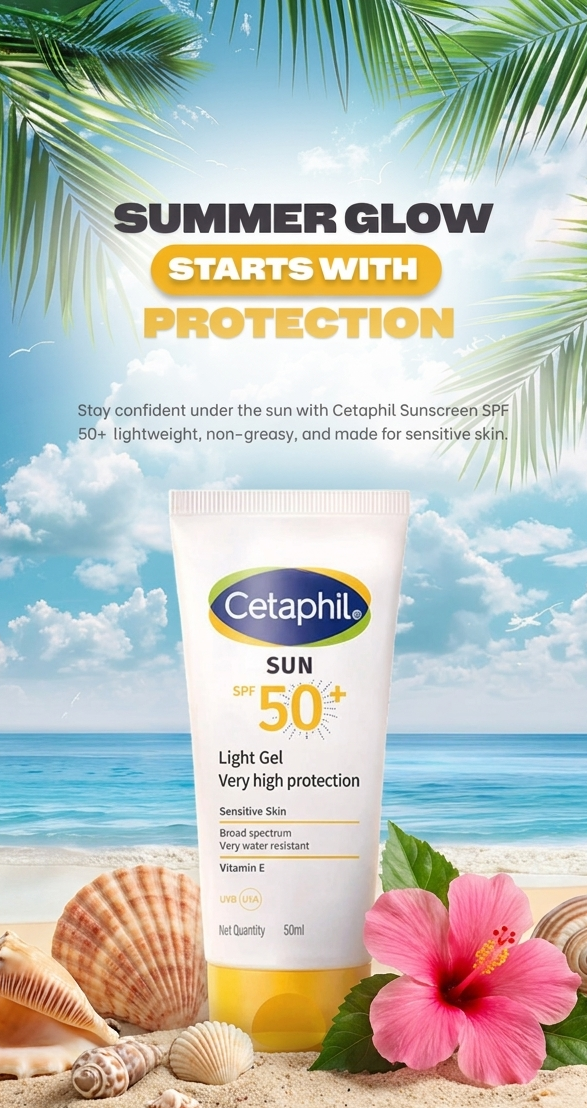 SUMMER GLOW
STARTS WITH
PROTECTION
Stay confident under the sun with Cetaphil Sunscreen SPF
50+ lightweight, non-greasy, and made for sensitive skin.
Cetaphil®
SUN
SPF 50+
Light Gel
Very high protection
Sensitive Skin
Broad spectrum
Very water resistant
Vitamin E
UVB UEA
Net Quantity 50ml